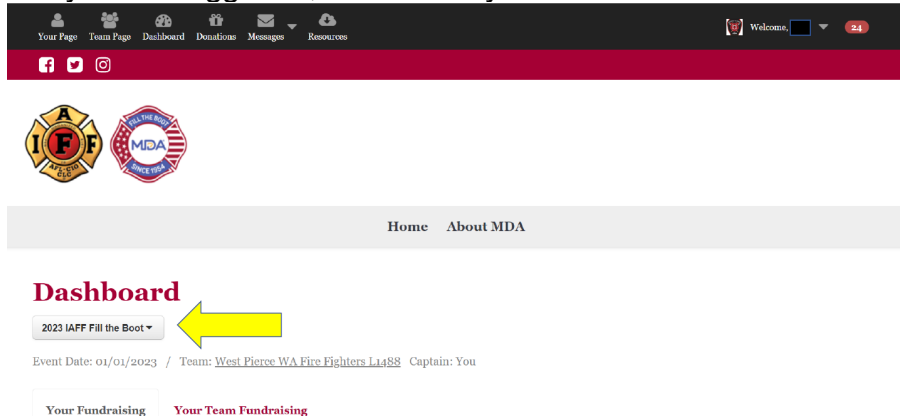 Your Page Team Page Dashboard Donations Messages Resources Welcome, 24
A
I F F
AFL-CIO
CLC
FILL THE BOOT
MDA
SINCE 1954
Home About MDA
Dashboard
2023 IAFF Fill the Boot
Event Date: 01/01/2023 / Team: West Pierce WA Fire Fighters L1488 Captain: You
Your Fundraising Your Team Fundraising